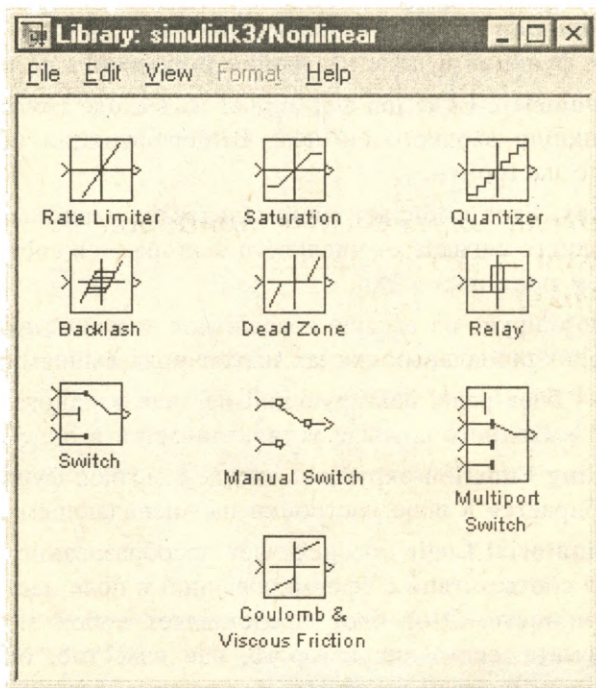 Library: simulink3/Nonlinear
File Edit View Format Help
Rate Limiter Saturation Quantizer
Backlash Dead Zone Relay
Switch Manual Switch Multiport
Switch
Coulomb &
Viscous Friction